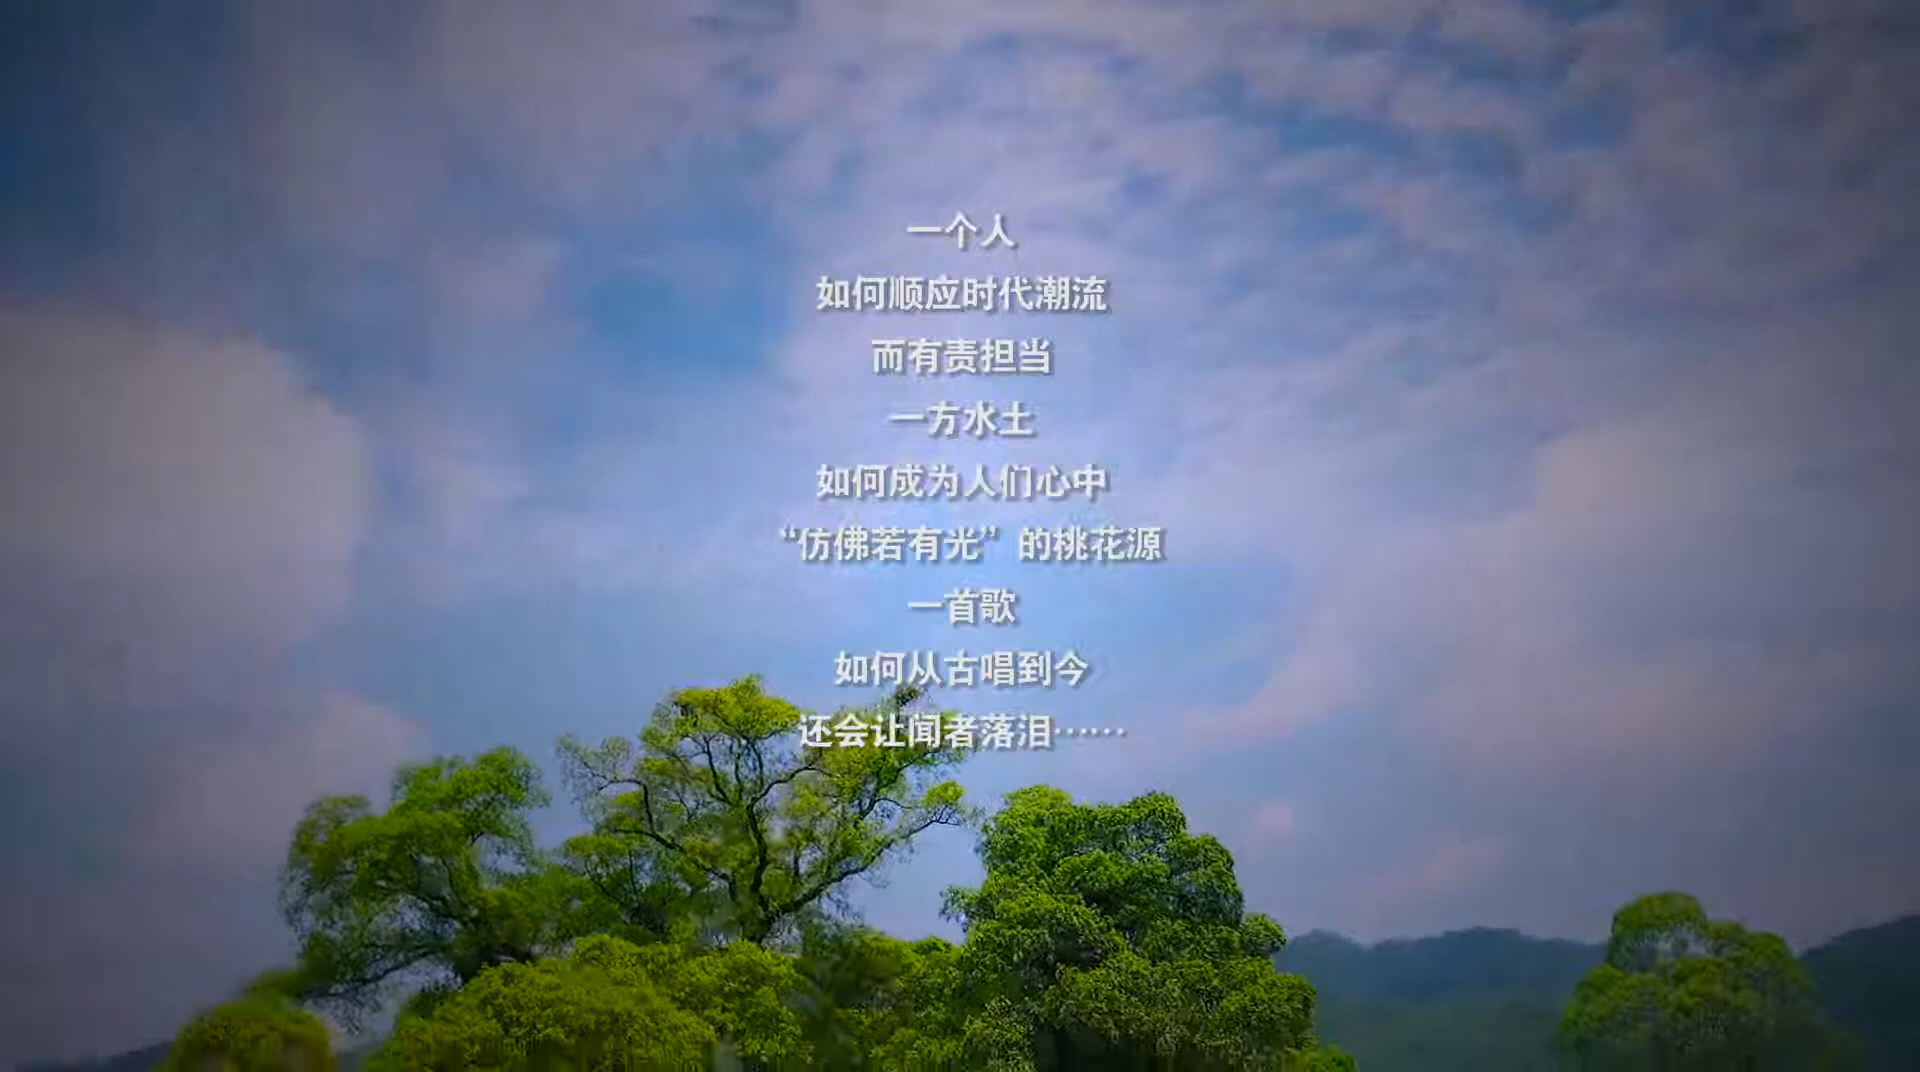 一个人
如何顺应时代潮流
而有责担当
一方水土
如何成为人们心中
“仿佛若有光”的桃花源
一首歌
如何从古唱到今
还会让闻者落泪……